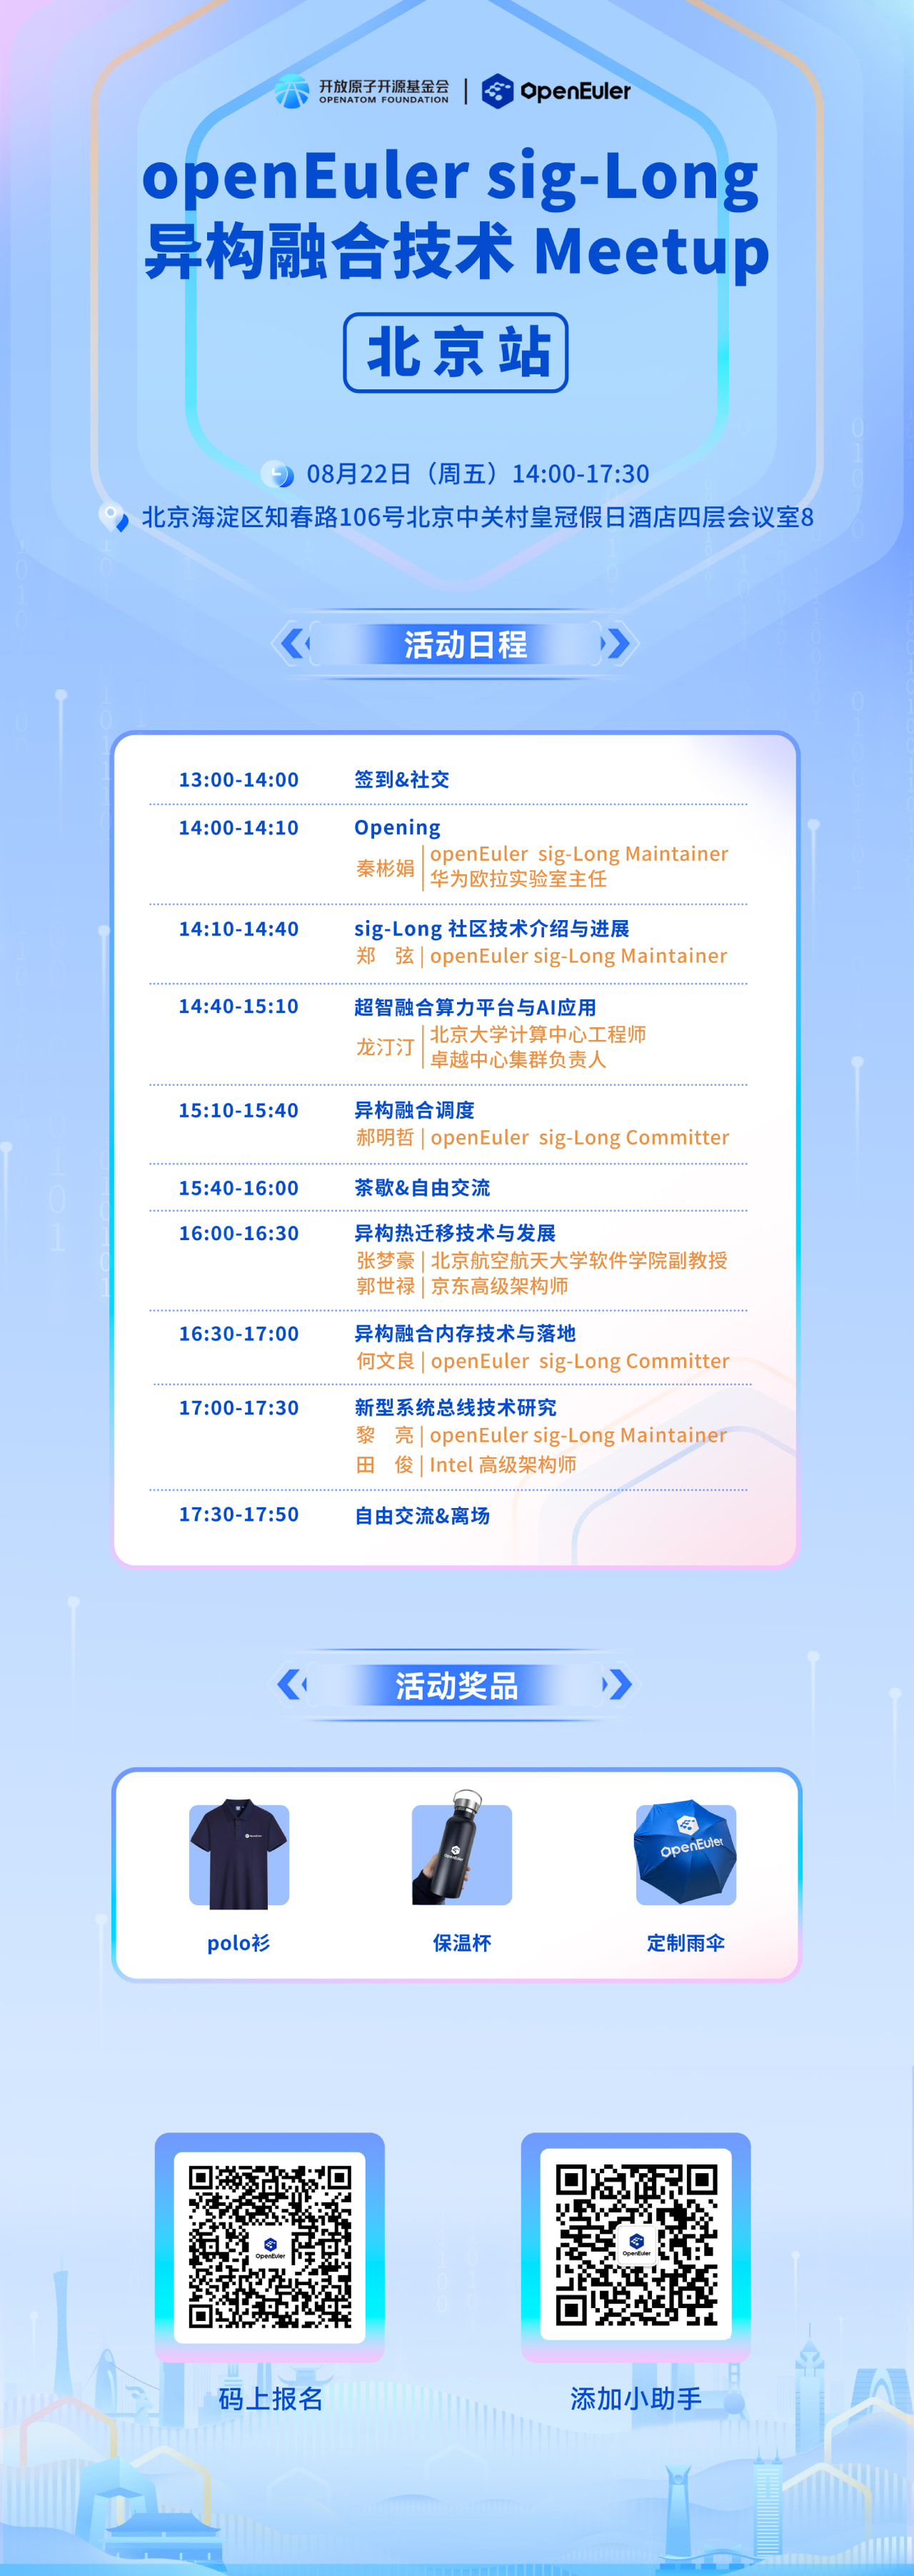 开放原子开源基金会
OPENATOM FOUNDATION
OpenEuler
openEuler sig-Long
异构融合技术 Meetup
北京站
08月22日（周五）14:00-17:30
北京海淀区知春路106号北京中关村皇冠假日酒店四层会议室8
活动日程
13:00-14:00 签到&社交
14:00-14:10 Opening
秦彬娟 | openEuler sig-Long Maintainer
华为欧拉实验室主任
14:10-14:40 sig-Long 社区技术介绍与进展
郑 弦 | openEuler sig-Long Maintainer
14:40-15:10 超智融合算力平台与AI应用
龙汀汀 | 北京大学计算中心工程师
卓越中心集群负责人
15:10-15:40 异构融合调度
郝明哲 | openEuler sig-Long Committer
15:40-16:00 茶歇&自由交流
16:00-16:30 异构热迁移技术与发展
张梦豪 | 北京航空航天大学软件学院副教授
郭世禄 | 京东高级架构师
16:30-17:00 异构融合内存技术与落地
何文良 | openEuler sig-Long Committer
17:00-17:30 新型系统总线技术研究
黎 亮 | openEuler sig-Long Maintainer
田 俊 | Intel 高级架构师
17:30-17:50 自由交流&离场
活动奖品
OpenEuler
OpenEuler
polo衫
保温杯
定制雨伞
OpenEuler
OpenEuler
码上报名
添加小助手